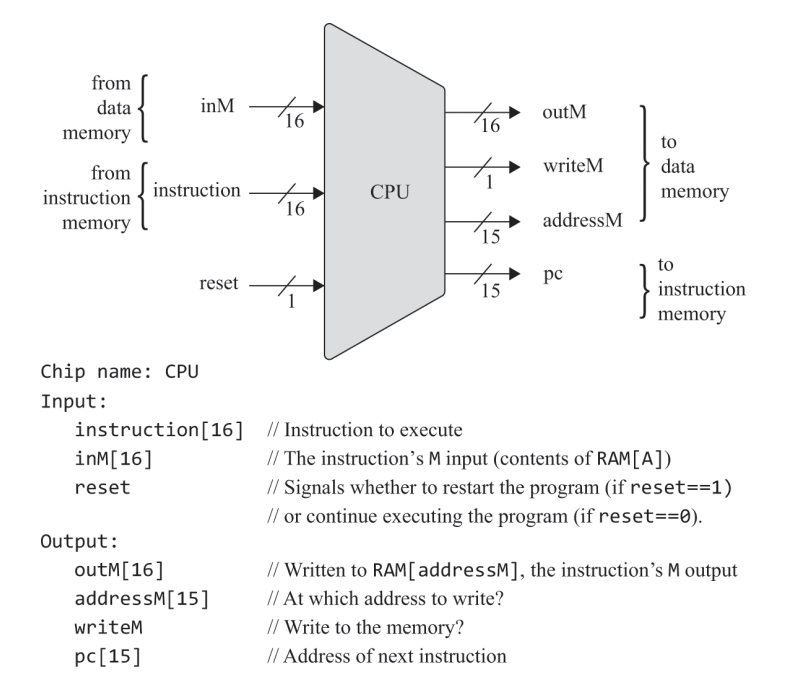 from
data
memory
inM
16
from
instruction
memory
instruction
16
reset
1
CPU
16
outM
1
writeM
15
addressM
to
data
memory
15
pc
to
instruction
memory
Chip name: CPU
Input:
instruction[16] // Instruction to execute
inM[16] // The instruction’s M input (contents of RAM[A])
reset // Signals whether to restart the program (if reset==1)
// or continue executing the program (if reset==0).
Output:
outM[16] // Written to RAM[addressM], the instruction’s M output
addressM[15] // At which address to write?
writeM // Write to the memory?
pc[15] // Address of next instruction